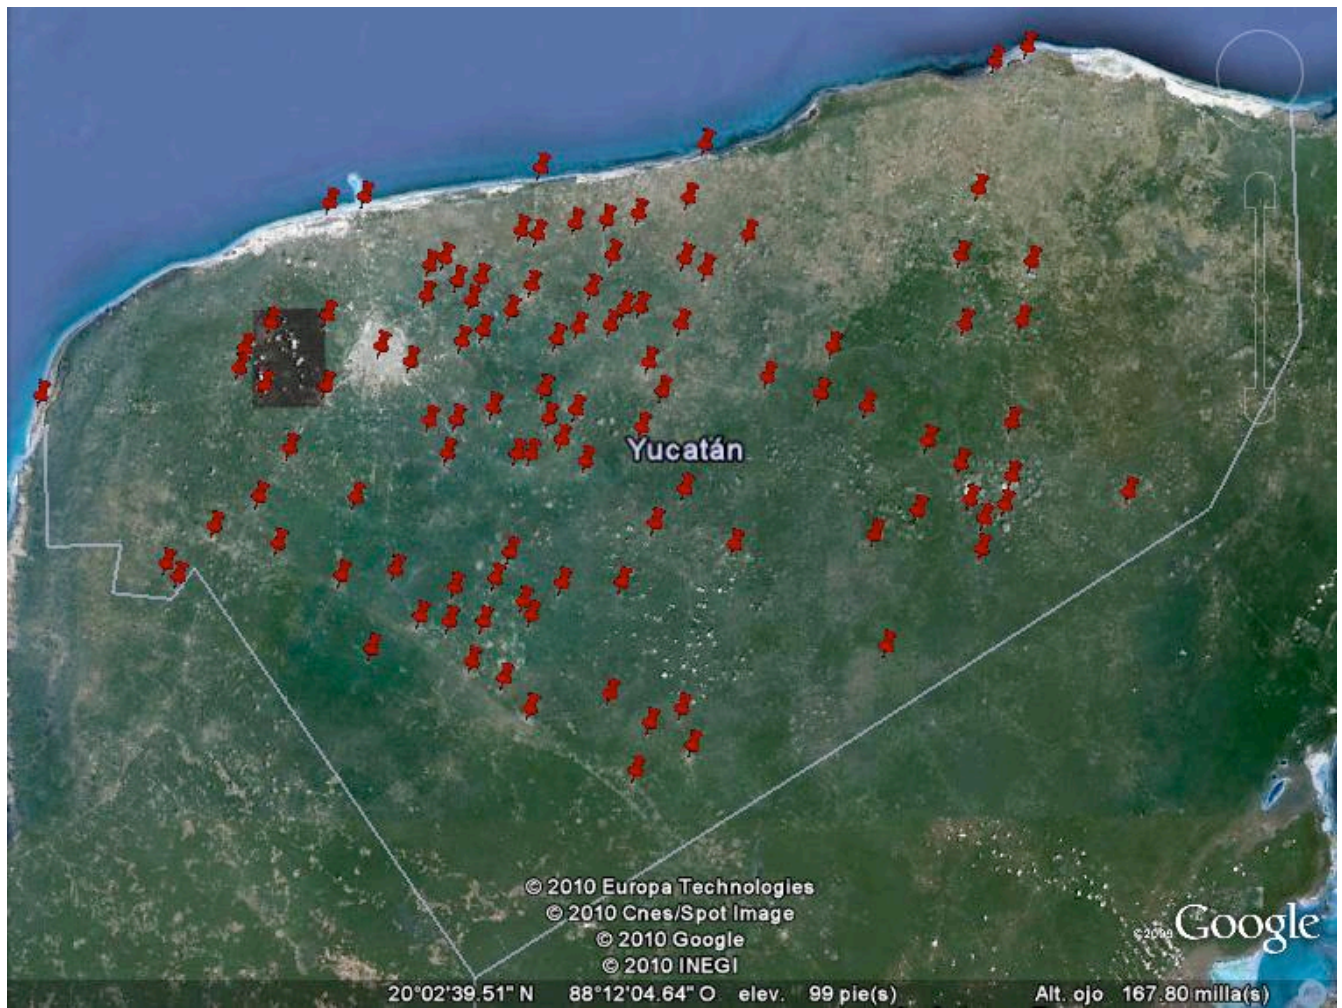 Yucatán
© 2010 Europa Technologies
© 2010 Cnes/Spot Image
© 2010 Google
© 2010 INEGI
©2009 Google
20°02'39.51" N 88°12'04.64" O elev. 99 pie(s) Alt. ojo 167.80 milla(s)